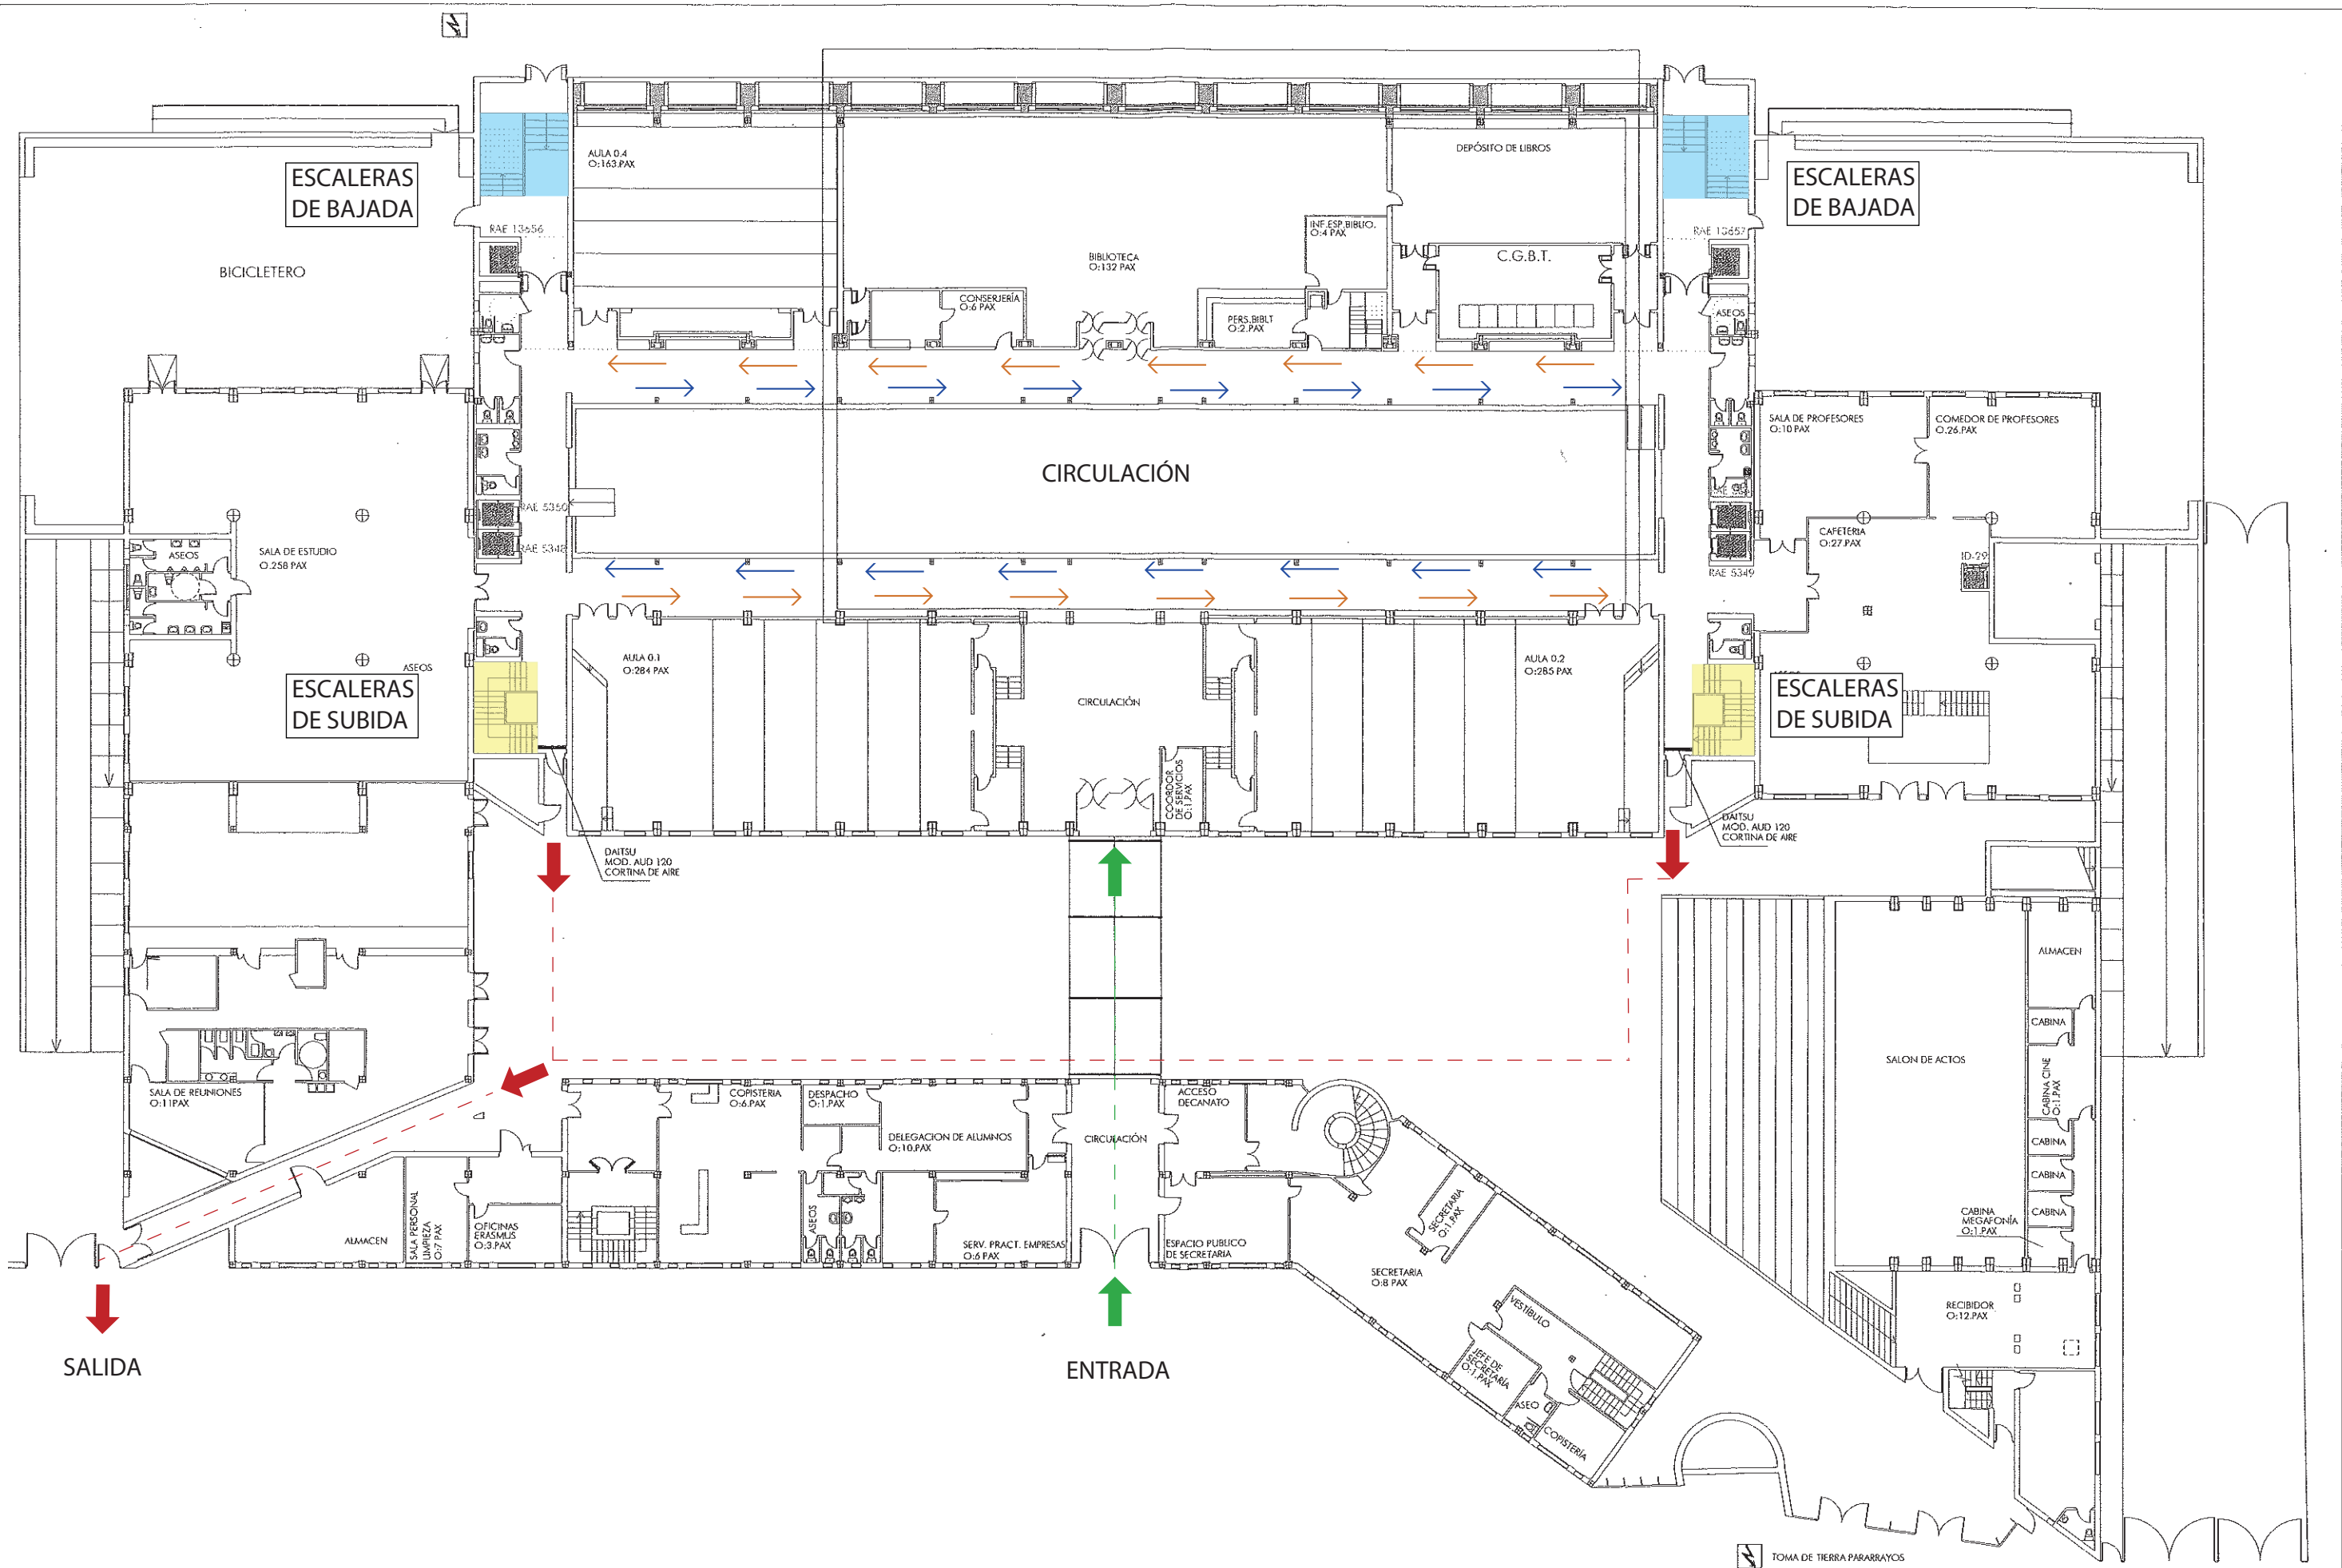 AULA 0.4
O:163.PAX
DEPÓSITO DE LIBROS
ESCALERAS
DE BAJADA
ESCALERAS
DE BAJADA
RAE 13656
INF.ESP.BIBLIO.
O:4 PAX
RAE 13657
BICICLETERO
BIBLIOTECA
O:132 PAX
C.G.B.T.
CONSERJERÍA
O:6 PAX
PERS.BIBLT
O:2.PAX
ASEOS
SALA DE PROFESORES
O:10 PAX
COMEDOR DE PROFESORES
O.26.PAX
CIRCULACIÓN
RAE 5350
RAE 5348
SALA DE ESTUDIO
O.258 PAX
ASEOS
CAFETERIA
O:27.PAX
ID-29
RAE 5349
ASEOS
AULA 0.1
O:284 PAX
AULA 0.2
O:285 PAX
ESCALERAS
DE SUBIDA
ESCALERAS
DE SUBIDA
CIRCULACIÓN
COORDOR
DE SERVICIOS
O:1.PAX
DAITSU
MOD. AUD 120
CORTINA DE AIRE
DAITSU
MOD. AUD 120
CORTINA DE AIRE
ALMACEN
CABINA
SALON DE ACTOS
CABINA CINE
O:1.PAX
CABINA
CABINA
CABINA
CABINA
MEGAFONÍA
O:1.PAX
SALA DE REUNIONES
O:11PAX
COPISTERIA
O:6.PAX
DESPACHO
O:1.PAX
ACCESO
DECANATO
DELEGACION DE ALUMNOS
O:10.PAX
CIRCULACIÓN
ALMACEN
SALA PERSONAL
LIMPIEZA
O:7 PAX
OFICINAS
ERASMUS
O:3.PAX
ASEOS
SERV. PRACT. EMPRESAS
O:6 PAX
ESPACIO PUBLICO
DE SECRETARIA
SECRETARIA
O:1.PAX
SECRETARIA
O:8 PAX
VESTIBULO
JEFE DE
SECRETARÍA
O:1.PAX
ASEO
COPISTERÍA
RECIBIDOR
O:12.PAX
SALIDA
ENTRADA
TOMA DE TIERRA PARARRAYOS